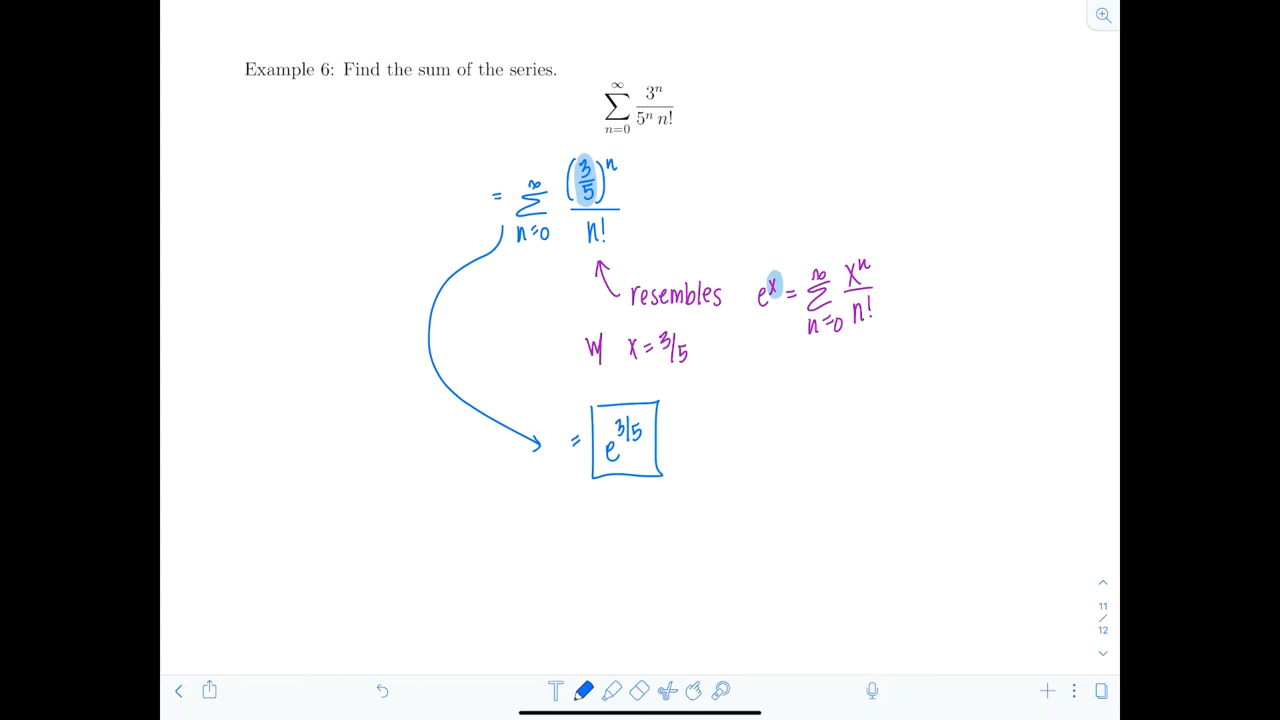 Example 6: Find the sum of the series.
∑_{n=0}^{∞} 3^n / (5^n n!)
= ∑_{n=0}^{∞} (3/5)^n / n!
resembles e^x = ∑_{n=0}^{∞} x^n / n!
w/ x = 3/5
= e^{3/5}
11
/
12
T